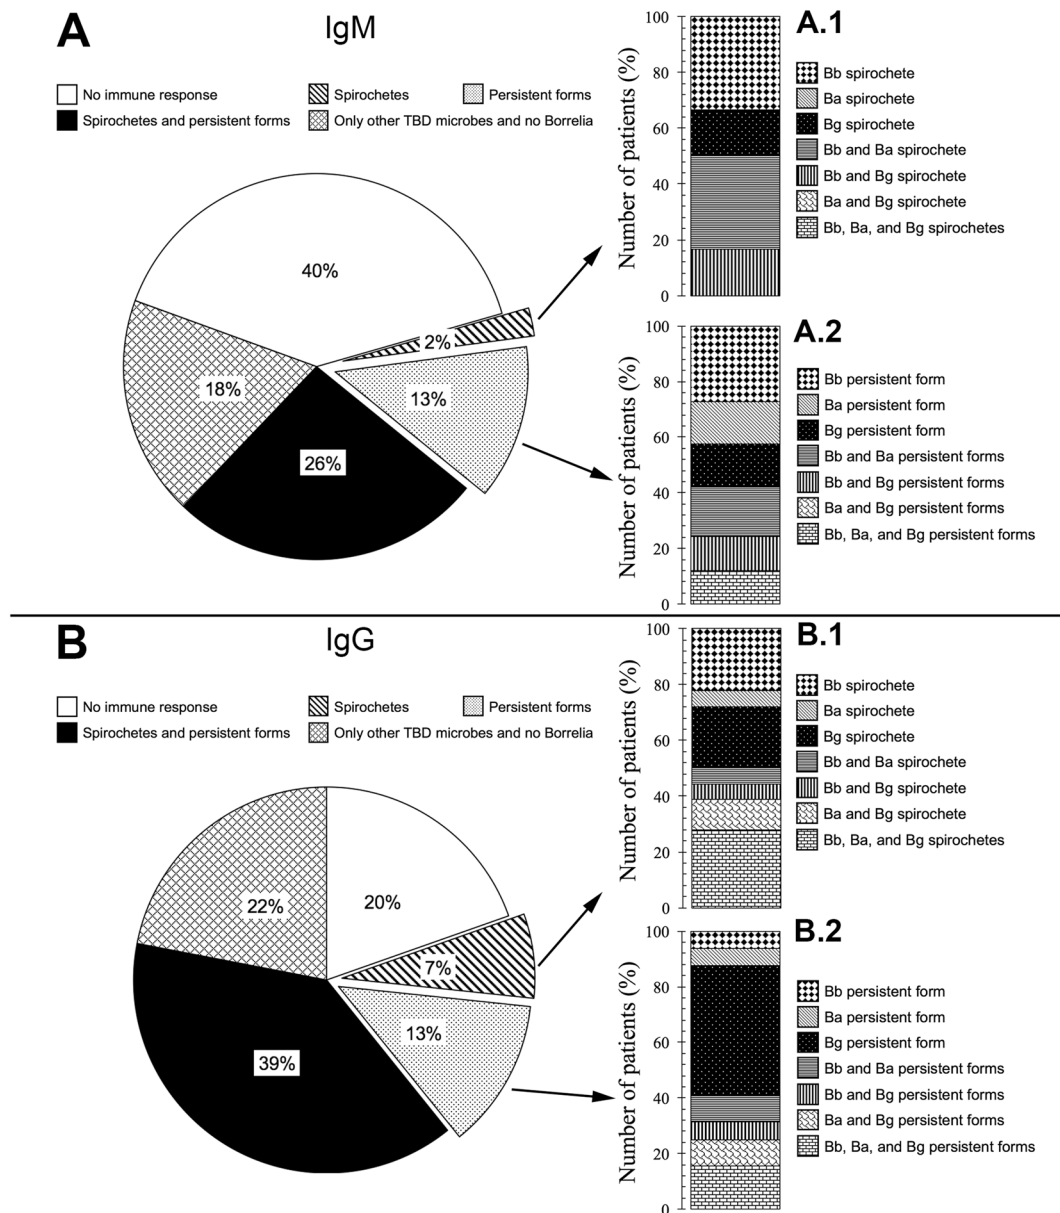 A
IgM
No immune response
Spirochetes
Persistent forms
Spirochetes and persistent forms
Only other TBD microbes and no Borrelia
40%
2%
13%
18%
26%
A.1
Number of patients (%)
100
80
60
40
20
0
Bb spirochete
Ba spirochete
Bg spirochete
Bb and Ba spirochete
Bb and Bg spirochete
Ba and Bg spirochete
Bb, Ba, and Bg spirochetes
A.2
Number of patients (%)
100
80
60
40
20
0
Bb persistent form
Ba persistent form
Bg persistent form
Bb and Ba persistent forms
Bb and Bg persistent forms
Ba and Bg persistent forms
Bb, Ba, and Bg persistent forms
B
IgG
No immune response
Spirochetes
Persistent forms
Spirochetes and persistent forms
Only other TBD microbes and no Borrelia
22%
20%
7%
13%
39%
B.1
Number of patients (%)
100
80
60
40
20
0
Bb spirochete
Ba spirochete
Bg spirochete
Bb and Ba spirochete
Bb and Bg spirochete
Ba and Bg spirochete
Bb, Ba, and Bg spirochetes
B.2
Number of patients (%)
100
80
60
40
20
0
Bb persistent form
Ba persistent form
Bg persistent form
Bb and Ba persistent forms
Bb and Bg persistent forms
Ba and Bg persistent forms
Bb, Ba, and Bg persistent forms